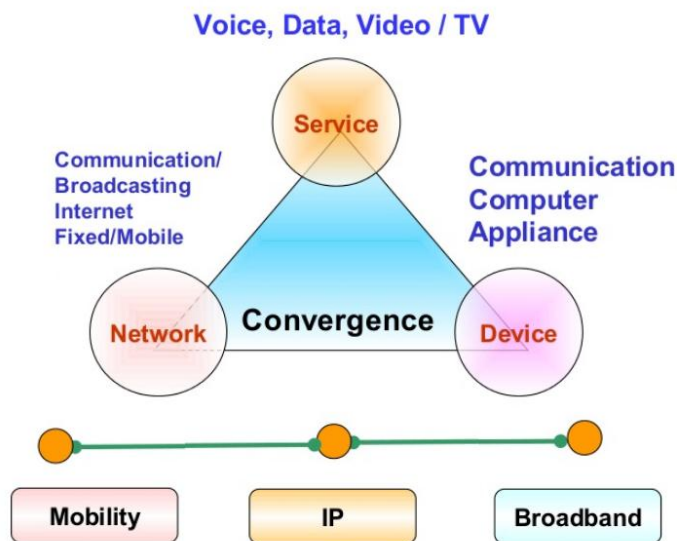 Voice, Data, Video / TV
Service
Communication/
Broadcasting
Internet
Fixed/Mobile
Communication
Computer
Appliance
Network
Convergence
Device
Mobility
IP
Broadband